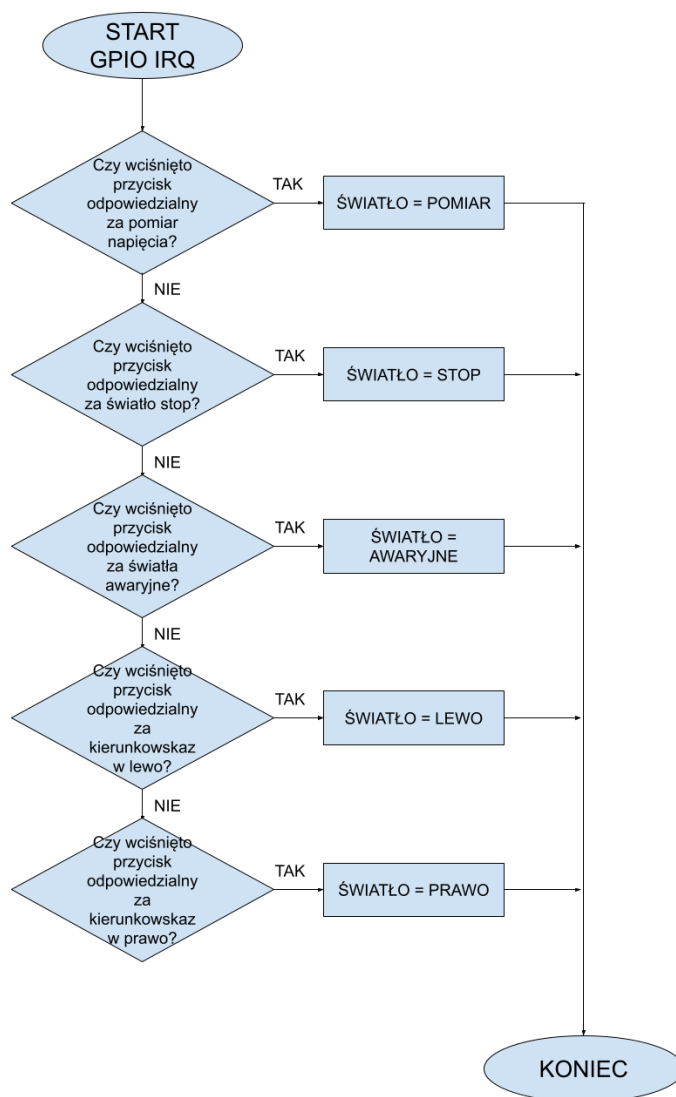 START
GPIO IRQ
Czy wciśnięto
przycisk
odpowiedzialny
za pomiar
napięcia?
TAK
ŚWIATŁO = POMIAR
NIE
Czy wciśnięto
przycisk
odpowiedzialny
za światło stop?
TAK
ŚWIATŁO = STOP
NIE
Czy wciśnięto
przycisk
odpowiedzialny
za światła
awaryjne?
TAK
ŚWIATŁO =
AWARYJNE
NIE
Czy wciśnięto
przycisk
odpowiedzialny
za
kierunkowskaz
w lewo?
TAK
ŚWIATŁO = LEWO
NIE
Czy wciśnięto
przycisk
odpowiedzialny
za
kierunkowskaz
w prawo?
TAK
ŚWIATŁO = PRAWO
KONIEC